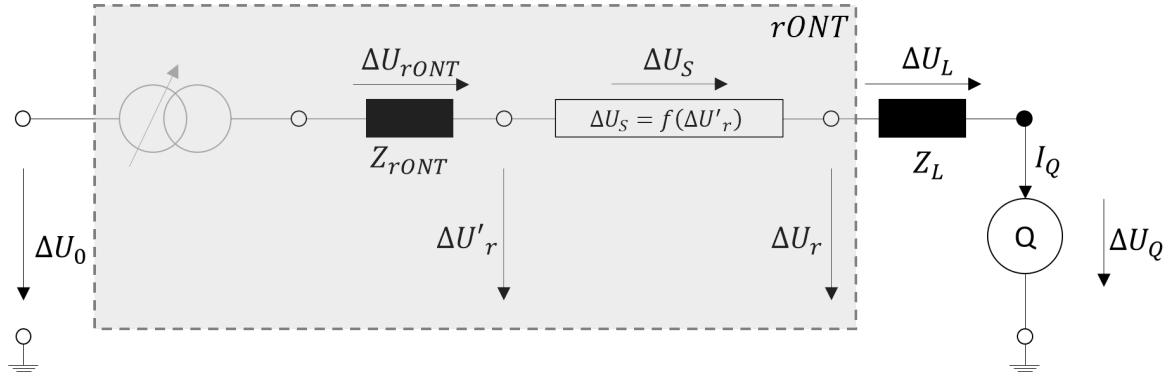 rONT
ΔU_rONT
ΔU_S
ΔU_L
ΔU_S = f(ΔU'_r)
Z_rONT
Z_L
I_Q
ΔU_0
ΔU'_r
ΔU_r
Q
ΔU_Q